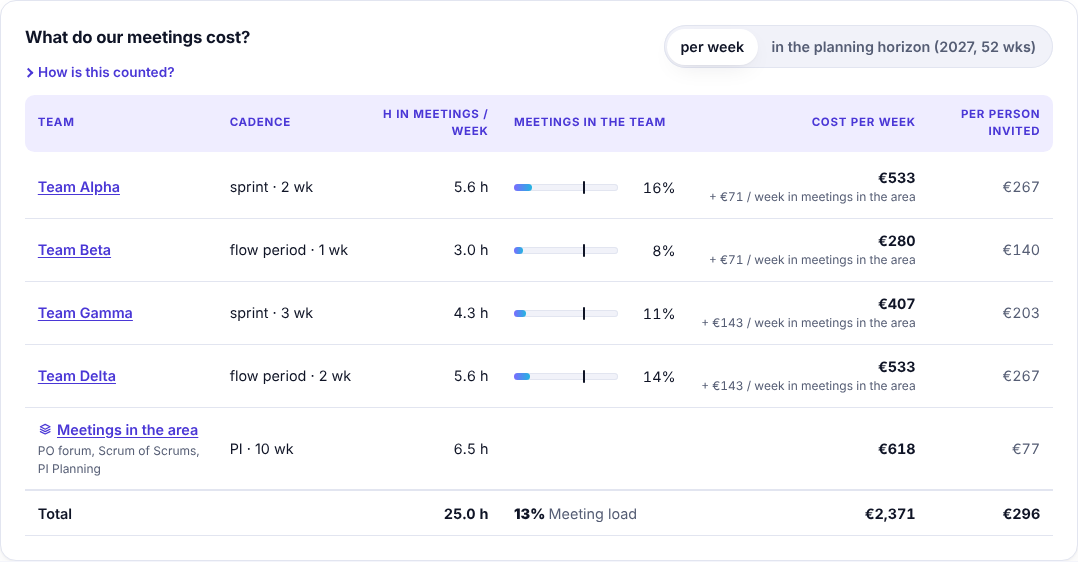 What do our meetings cost?
per week
in the planning horizon (2027, 52 wks)
How is this counted?
TEAM
CADENCE
H IN MEETINGS /
WEEK
MEETINGS IN THE TEAM
COST PER WEEK
PER PERSON
INVITED
Team Alpha
sprint · 2 wk
5.6 h
16%
€533
+ €71 / week in meetings in the area
€267
Team Beta
flow period · 1 wk
3.0 h
8%
€280
+ €71 / week in meetings in the area
€140
Team Gamma
sprint · 3 wk
4.3 h
11%
€407
+ €143 / week in meetings in the area
€203
Team Delta
flow period · 2 wk
5.6 h
14%
€533
+ €143 / week in meetings in the area
€267
Meetings in the area
PO forum, Scrum of Scrums,
PI Planning
PI · 10 wk
6.5 h
€618
€77
Total
25.0 h
13% Meeting load
€2,371
€296